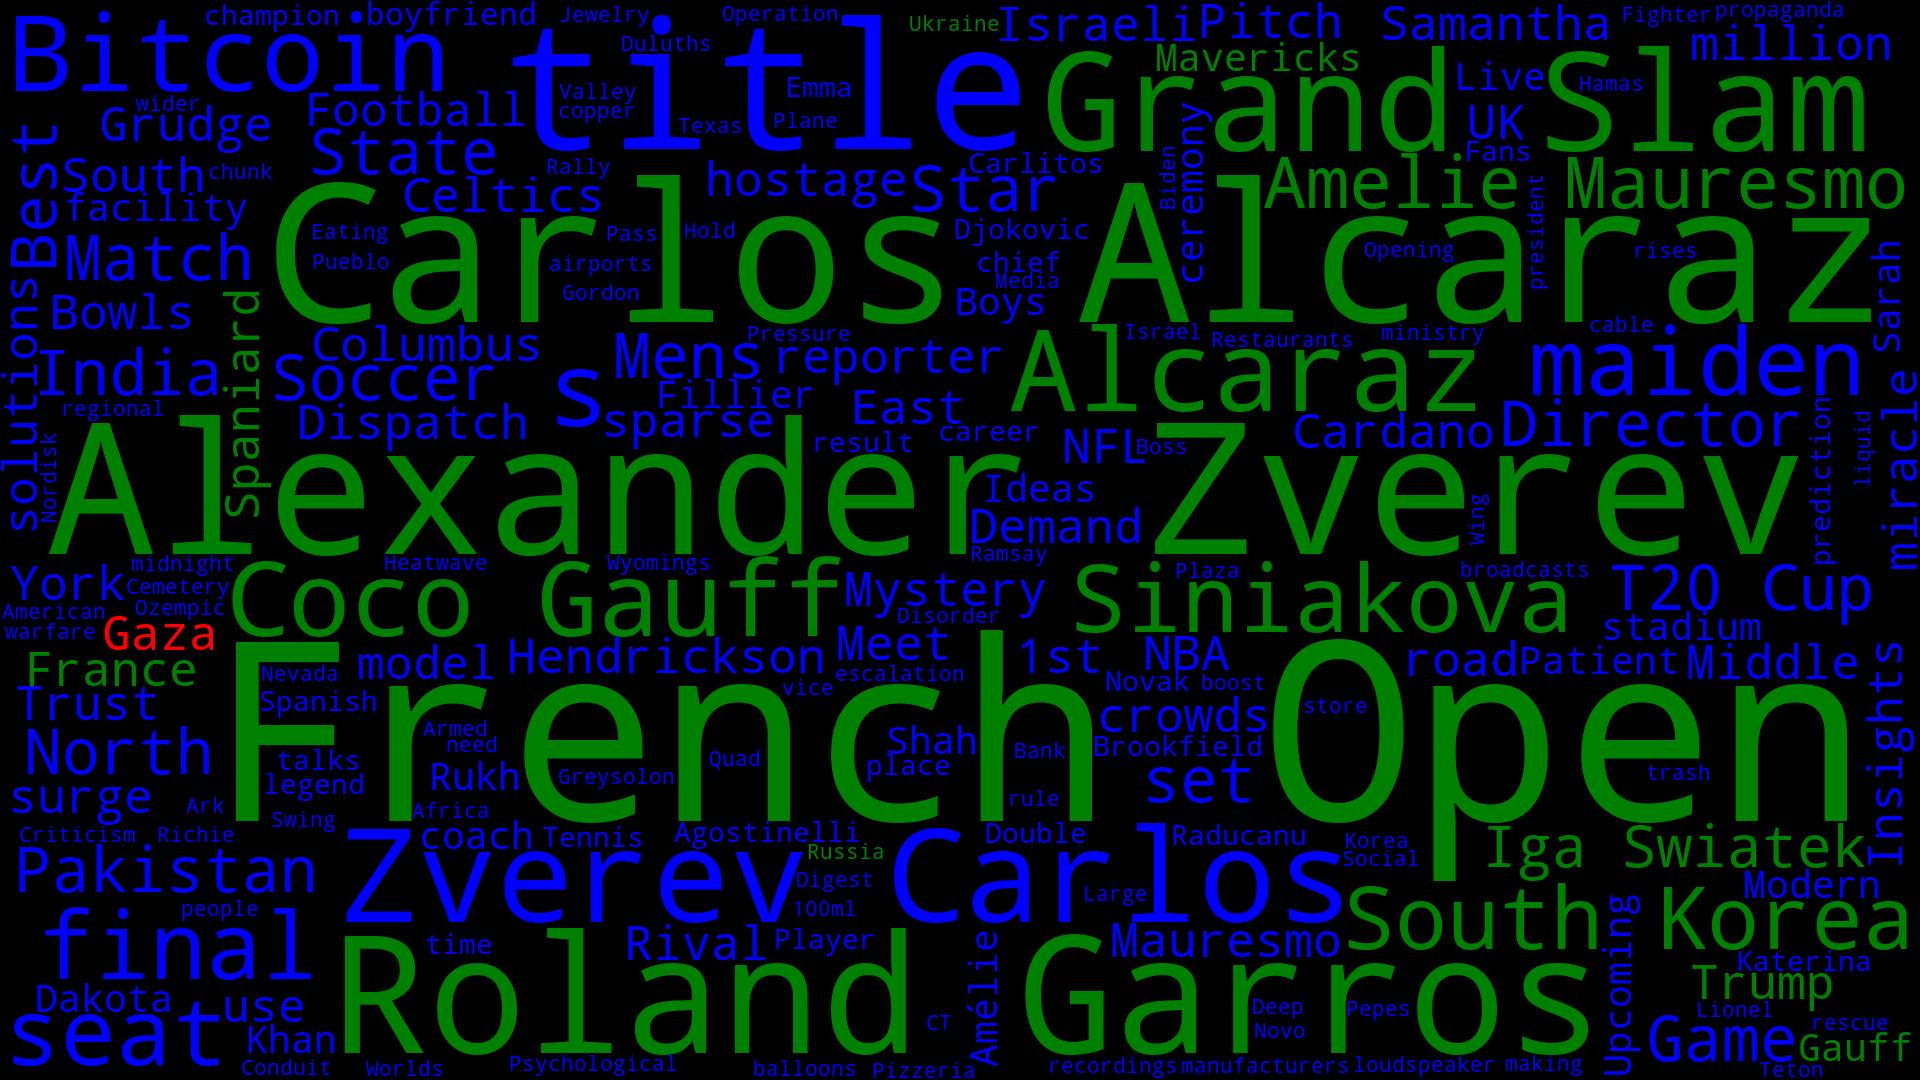 champion
boyfriend
Jewelry
Operation
Ukraine
Israeli
Pitch
Samantha
Fighter
propaganda
Bitcoin
title
Duluths
Grand Slam
Mavericks
million
Live
Hamas
wider
Grudge
Football
Valley
copper
Emma
Texas
Plane
UK
Fans
Best
State
South
chunk
Rally
hostage
Star
Carlitos
Biden
ceremony
Amelie Mauresmo
facility
Celtics
Carlos Alcaraz
Match
Eating
Pueblo
Pass
Hold
airports
Gordon
Djokovic
chief
Media
Boys
Opening
president
rises
Sarah
Bowls
solutions
Spaniard
Columbus
Pressure
Israel
Restaurants
ministry
cable
India
Soccer
s
Mens
reporter
Alcaraz
maiden
miracle
regional
Fillier
Dispatch
sparse
East
result
career
NFL
Boss
Cardano
Director
Nordisk
Alexander Zverev
Ideas
Demand
Ramsay
Wing
prediction
liquid
York
midnight
Cemetery
American
Ozempic
warfare
Gaza
Heatwave
Wyomings
Coco Gauff
Mystery
Disorder
Siniakova
Plaza
broadcasts
T20 Cup
stadium
France
Nevada
model
Hendrickson
Meet
1st
NBA
road
Patient
Middle
Trust
Spanish
vice
escalation
Novak
boost
French Open
North
Armed
need
Quad
Shah
place
Bank
crowds
Brookfield
store
Insights
talks
legend
Rukh
Greysolon
rule
set
trash
surge
Ark
Swing
Africa
Criticism
Richie
coach
Tennis
Agostinelli
Double
Raducanu
Korea
Social
Iga Swiatek
Pakistan
Zverev
Russia
Digest
100ml
Carlos
Large
Modern
people
final
time
Rival
Player
Amélie
Mauresmo
South Korea
Upcoming
Katerina
Trump
Dakota
use
seat
Khan
Roland Garros
CT
Deep
Novo
Pepes
Lionel
rescue
Game
Gauff
Conduit
Worlds
Psychological
balloons
Pizzeria
recordings
manufacturers
loudspeaker
making
Teton